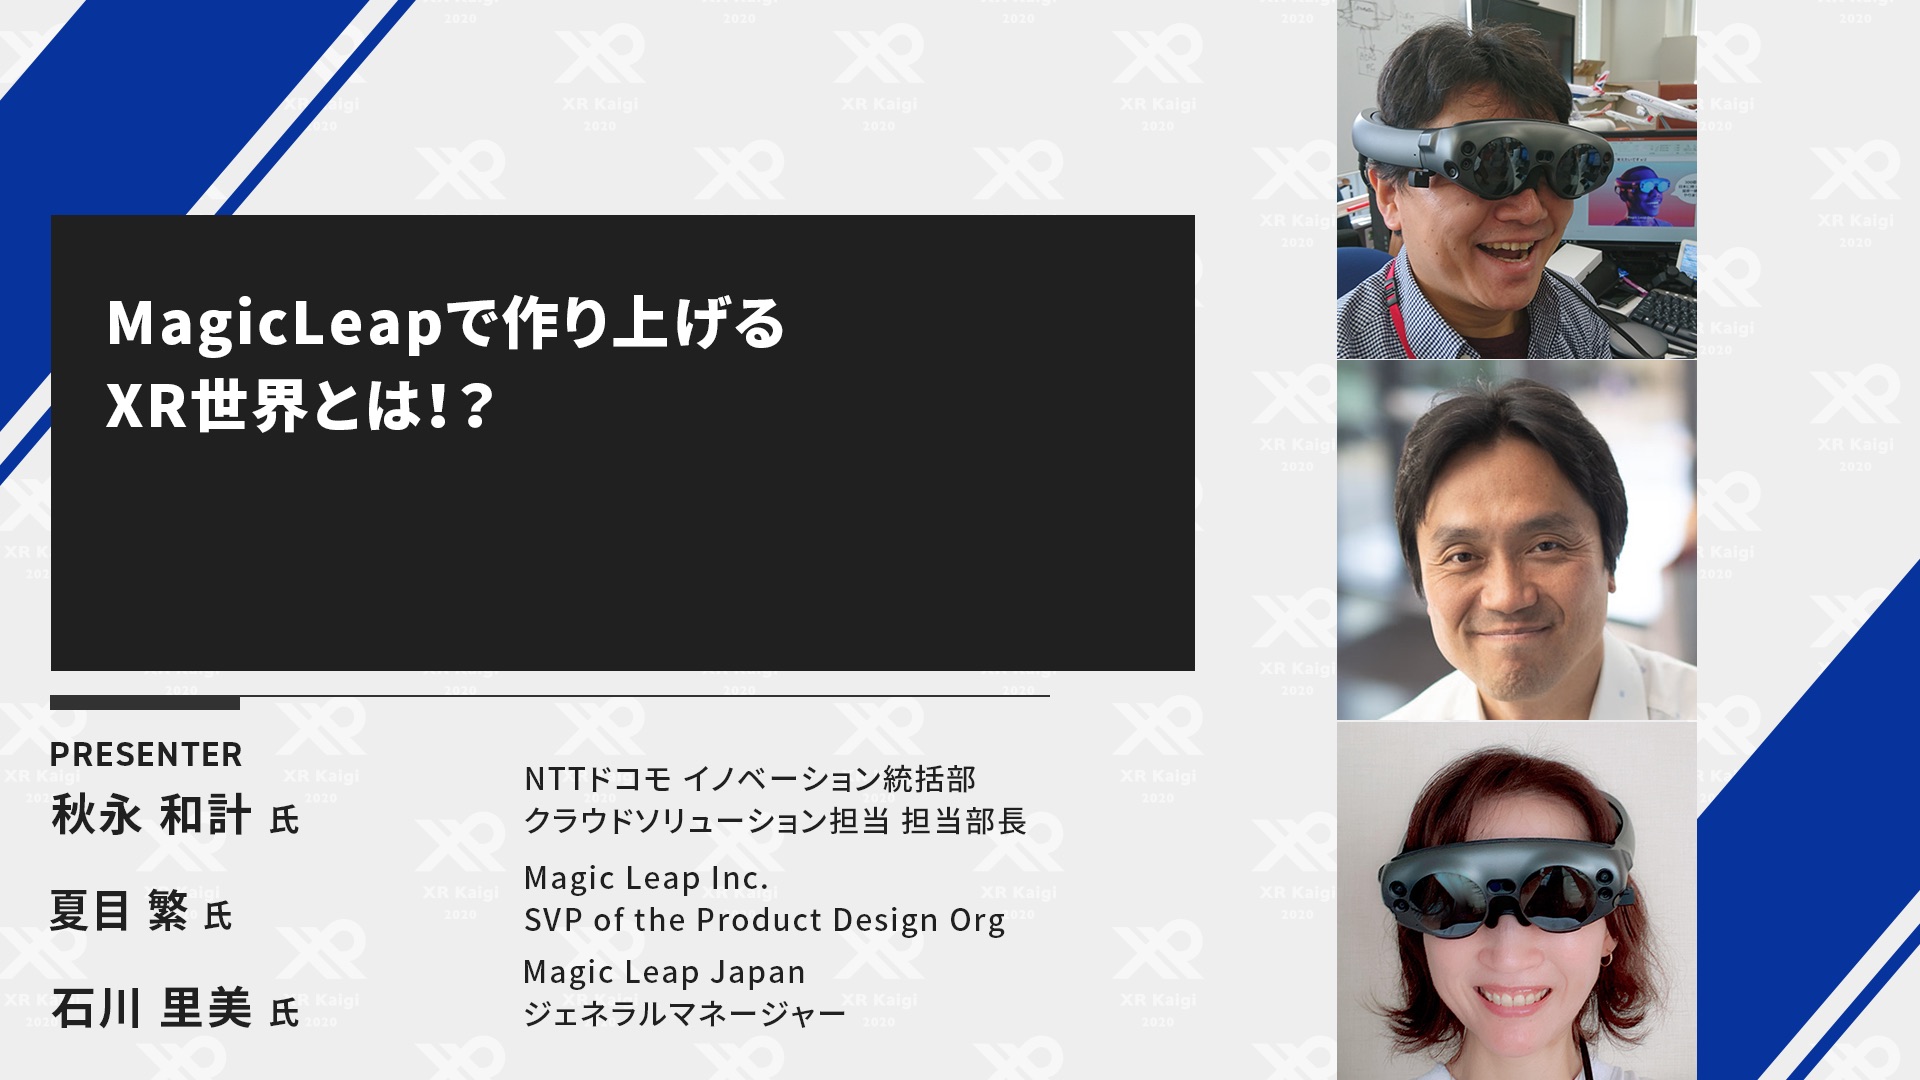 MagicLeapで作り上げる
XR世界とは！？
PRESENTER
秋永 和計 氏
NTTドコモ イノベーション統括部
クラウドソリューション担当 担当部長
夏目 繁 氏
Magic Leap Inc.
SVP of the Product Design Org
石川 里美 氏
Magic Leap Japan
ジェネラルマネージャー
XR Kaigi
2020